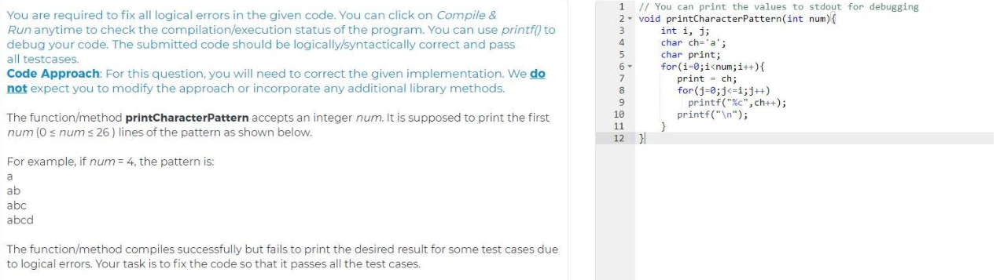 You are required to fix all logical errors in the given code. You can click on Compile &
Run anytime to check the compilation/execution status of the program. You can use printf() to
debug your code. The submitted code should be logically/syntactically correct and pass
all testcases.
Code Approach: For this question, you will need to correct the given implementation. We do
not expect you to modify the approach or incorporate any additional library methods.
The function/method printCharacterPattern accepts an integer num. It is supposed to print the first
num (0 ≤ num ≤ 26 ) lines of the pattern as shown below.
For example, if num = 4, the pattern is:
a
ab
abc
abcd
The function/method compiles successfully but fails to print the desired result for some test cases due
to logical errors. Your task is to fix the code so that it passes all the test cases.
1 // You can print the values to stdout for debugging
2 void printCharacterPattern(int num){
3 int i, j;
4 char ch='a';
5 char print;
6 for(i=0;i<num;i++){
7 print = ch;
8 for(j=0;j<=i;j++)
9 printf("%c",ch++);
10 printf("\n");
11 }
12 }